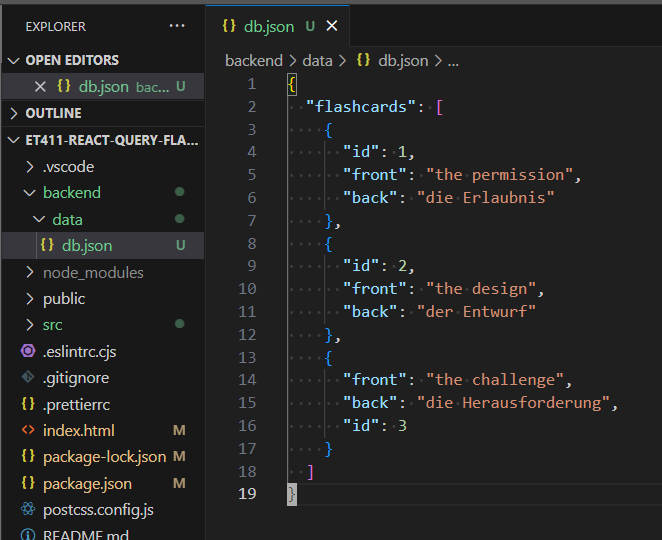 EXPLORER
OPEN EDITORS
db.json bac... U
OUTLINE
ET411-REACT-QUERY-FLA...
.vscode
backend
data
{} db.json U
node_modules
public
src
.eslintrc.cjs
.gitignore
{} .prettierrc
<> index.html M
{} package-lock.json M
{} package.json M
postcss.config.js
README.md
{} db.json U
backend > data > {} db.json > ...
1 {
2 "flashcards": [
3 {
4 "id": 1,
5 "front": "the permission",
6 "back": "die Erlaubnis"
7 },
8 {
9 "id": 2,
10 "front": "the design",
11 "back": "der Entwurf"
12 },
13 {
14 "front": "the challenge",
15 "back": "die Herausforderung",
16 "id": 3
17 }
18 ]
19 }